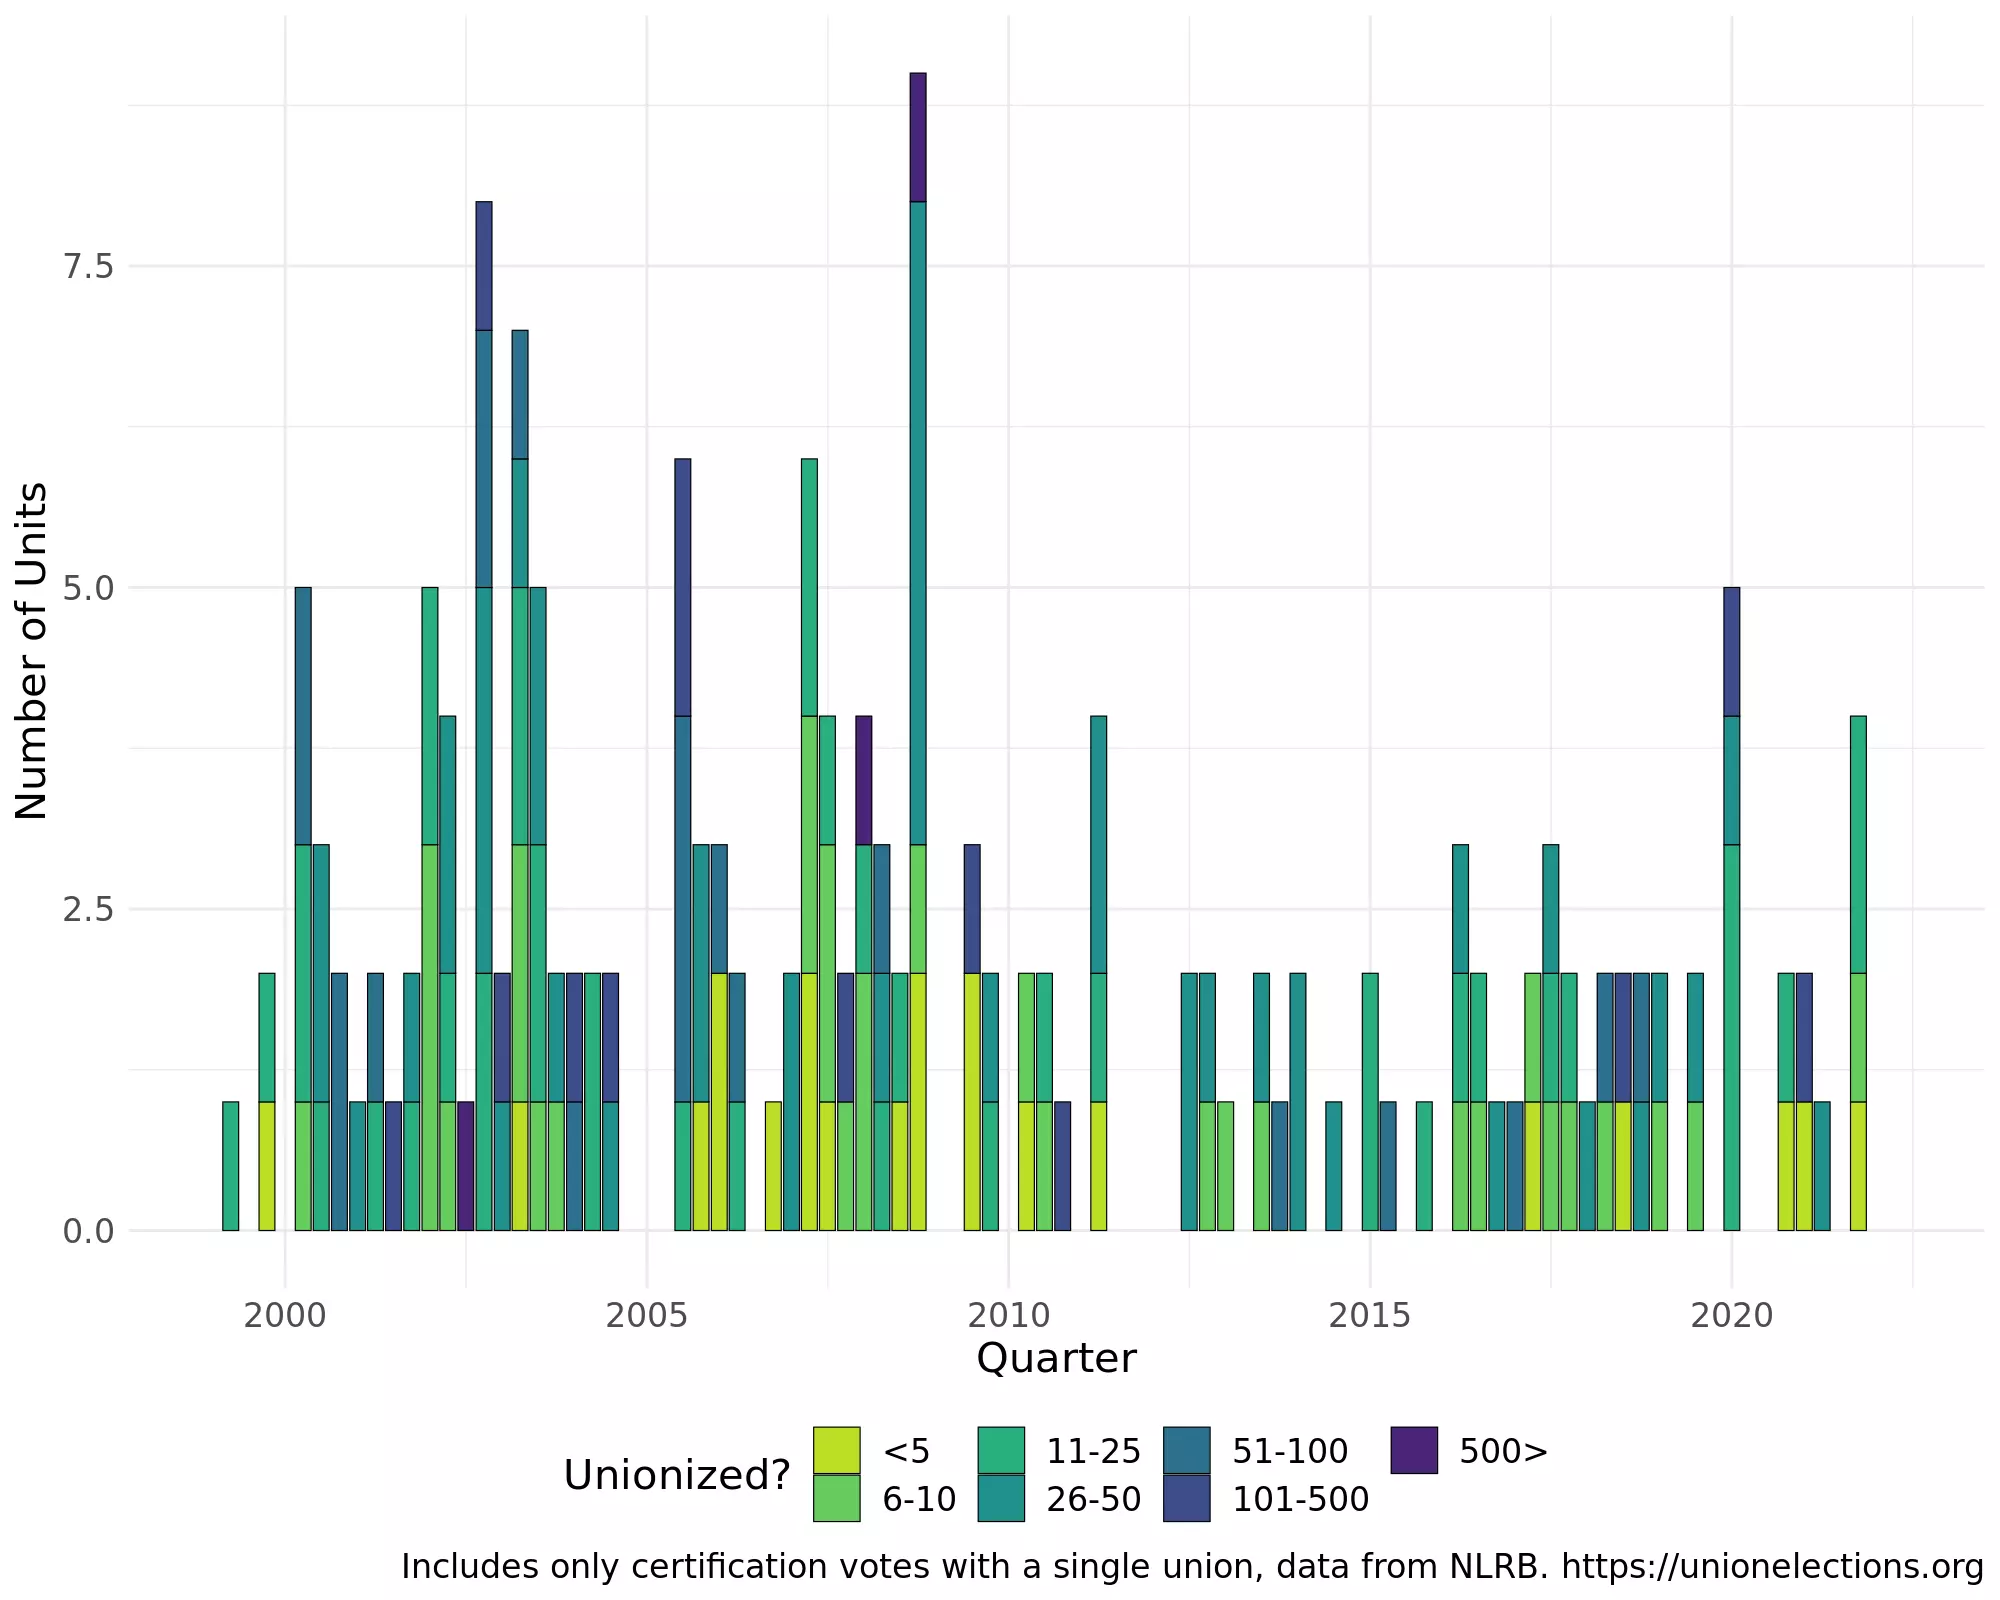 Number of Units
7.5
5.0
2.5
0.0
2000 2005 2010 2015 2020
Quarter
Unionized?
<5 11-25 51-100 500>
6-10 26-50 101-500
Includes only certification votes with a single union, data from NLRB. https://unionelections.org